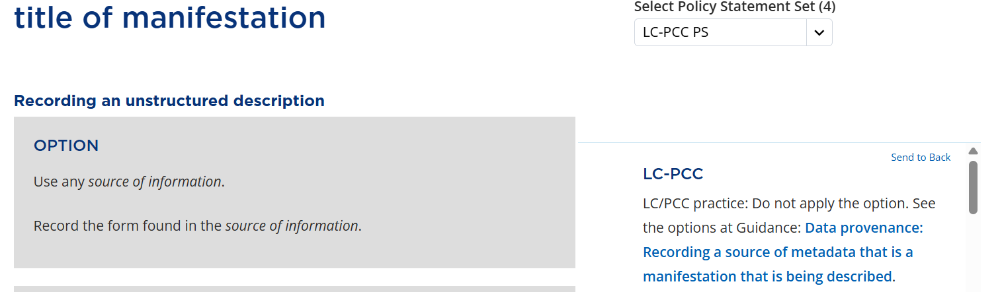 title of manifestation
Select Policy Statement Set (4)
LC-PCC PS
Recording an unstructured description
OPTION
Use any source of information.
Record the form found in the source of information.
Send to Back
LC-PCC
LC/PCC practice: Do not apply the option. See
the options at Guidance: Data provenance:
Recording a source of metadata that is a
manifestation that is being described.